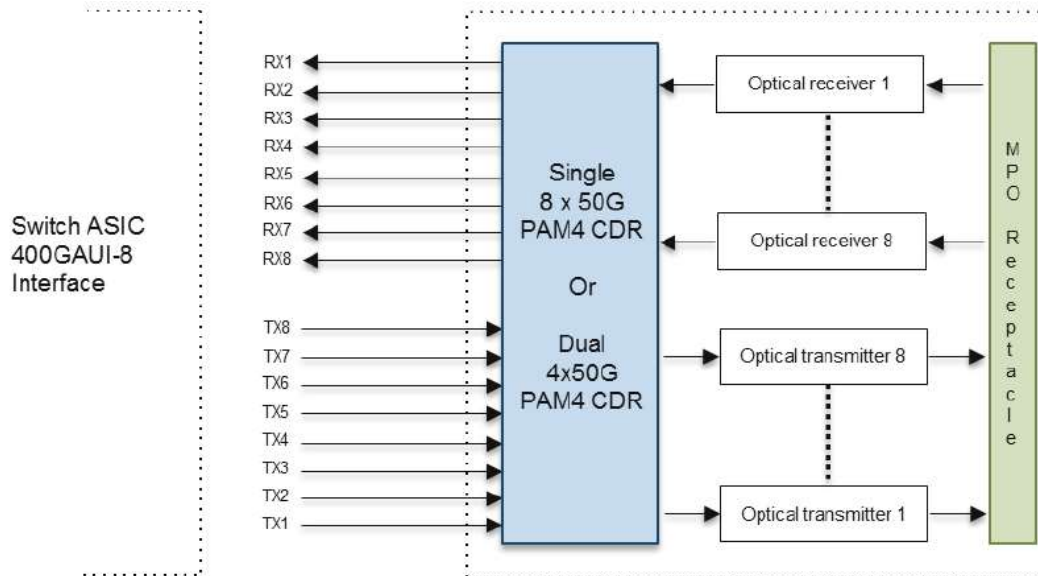 Switch ASIC
400GAUI-8
Interface
RX1
RX2
RX3
RX4
RX5
RX6
RX7
RX8
TX8
TX7
TX6
TX5
TX4
TX3
TX2
TX1
Single
8 x 50G
PAM4 CDR
Or
Dual
4x50G
PAM4 CDR
Optical receiver 1
Optical receiver 8
Optical transmitter 8
Optical transmitter 1
MPO Receptacle